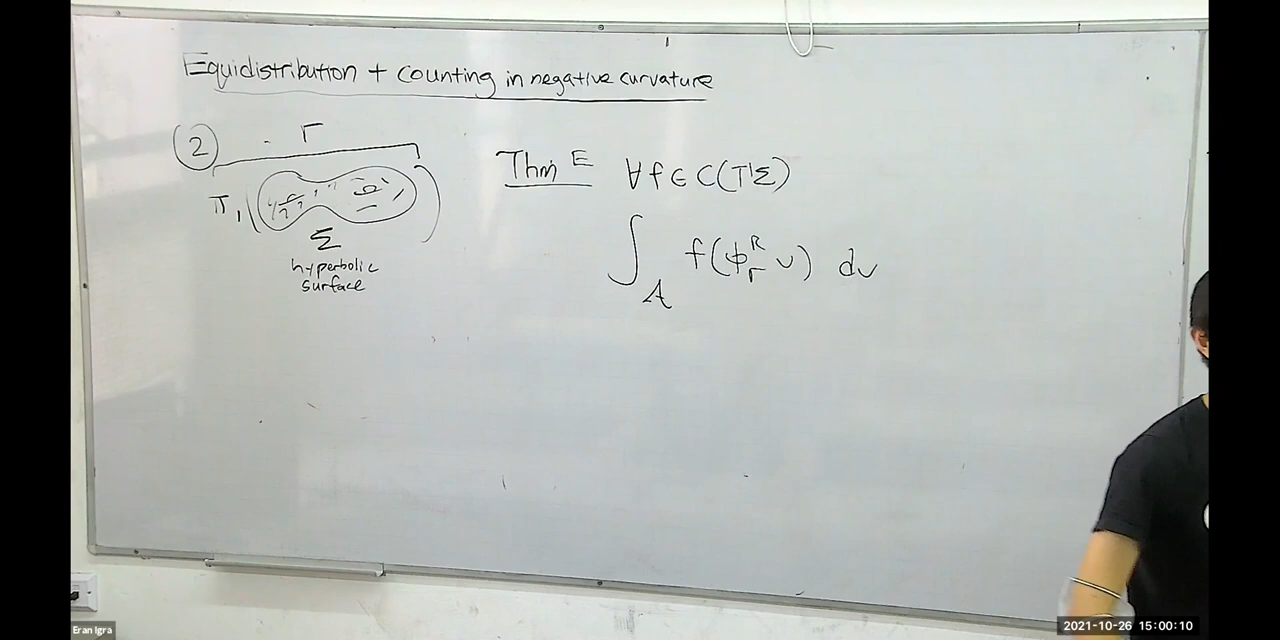 Equidistribution + counting in negative curvature
② Γ
π₁( )
Σ
hyperbolic
surface
Thm E ∀ f ∈ C(T¹Σ)
∫_A f(ϕ_r^R v) dv
Eran Igra
2021-10-26 15:00:10